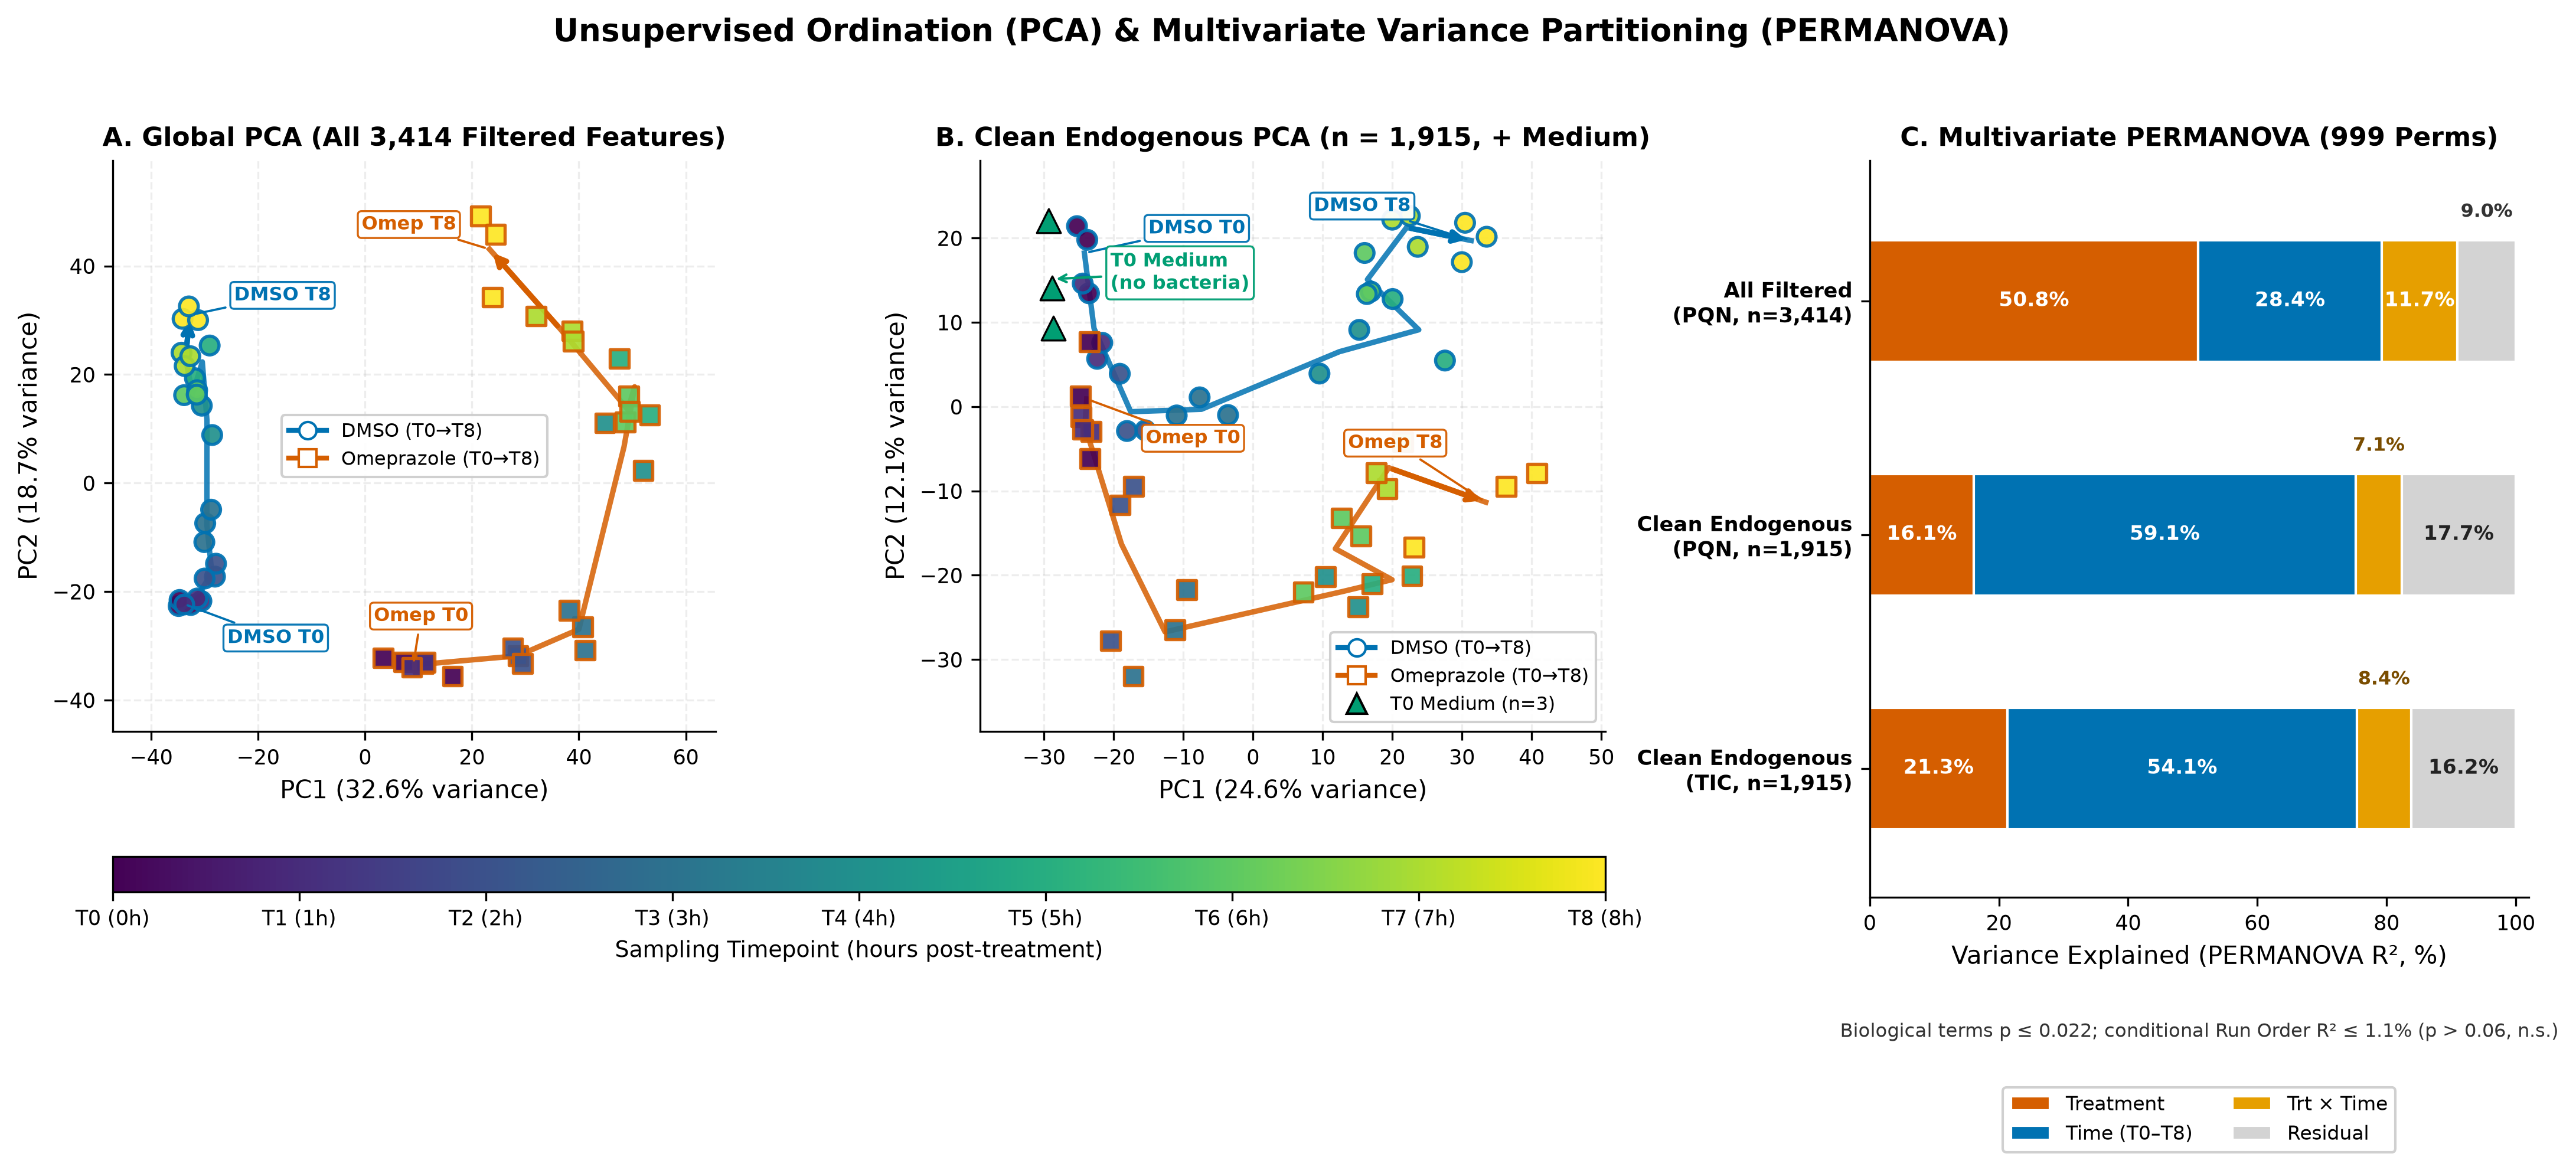 Unsupervised Ordination (PCA) & Multivariate Variance Partitioning (PERMANOVA)
A. Global PCA (All 3,414 Filtered Features)
PC2 (18.7% variance)
40
20
0
−20
−40
Omep T8
DMSO T8
DMSO (T0→T8)
Omeprazole (T0→T8)
Omep T0
DMSO T0
−40
−20
0
20
40
60
PC1 (32.6% variance)
B. Clean Endogenous PCA (n = 1,915, + Medium)
PC2 (12.1% variance)
20
10
0
−10
−20
−30
DMSO T8
DMSO T0
T0 Medium
(no bacteria)
Omep T0
Omep T8
DMSO (T0→T8)
Omeprazole (T0→T8)
T0 Medium (n=3)
−30
−20
−10
0
10
20
30
40
50
PC1 (24.6% variance)
T0 (0h)
T1 (1h)
T2 (2h)
T3 (3h)
T4 (4h)
T5 (5h)
T6 (6h)
T7 (7h)
T8 (8h)
Sampling Timepoint (hours post-treatment)
C. Multivariate PERMANOVA (999 Perms)
All Filtered
(PQN, n=3,414)
50.8%
28.4%
11.7%
9.0%
Clean Endogenous
(PQN, n=1,915)
16.1%
59.1%
7.1%
17.7%
Clean Endogenous
(TIC, n=1,915)
21.3%
54.1%
8.4%
16.2%
0
20
40
60
80
100
Variance Explained (PERMANOVA R², %)
Biological terms p ≤ 0.022; conditional Run Order R² ≤ 1.1% (p > 0.06, n.s.)
Treatment
Time (T0–T8)
Trt × Time
Residual